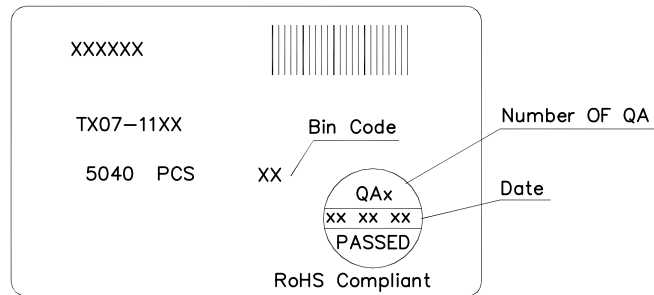 XXXXXX
TX07-11XX
Bin Code
Number OF QA
5040 PCS
XX
QAx
Date
xx xx xx
PASSED
RoHS Compliant